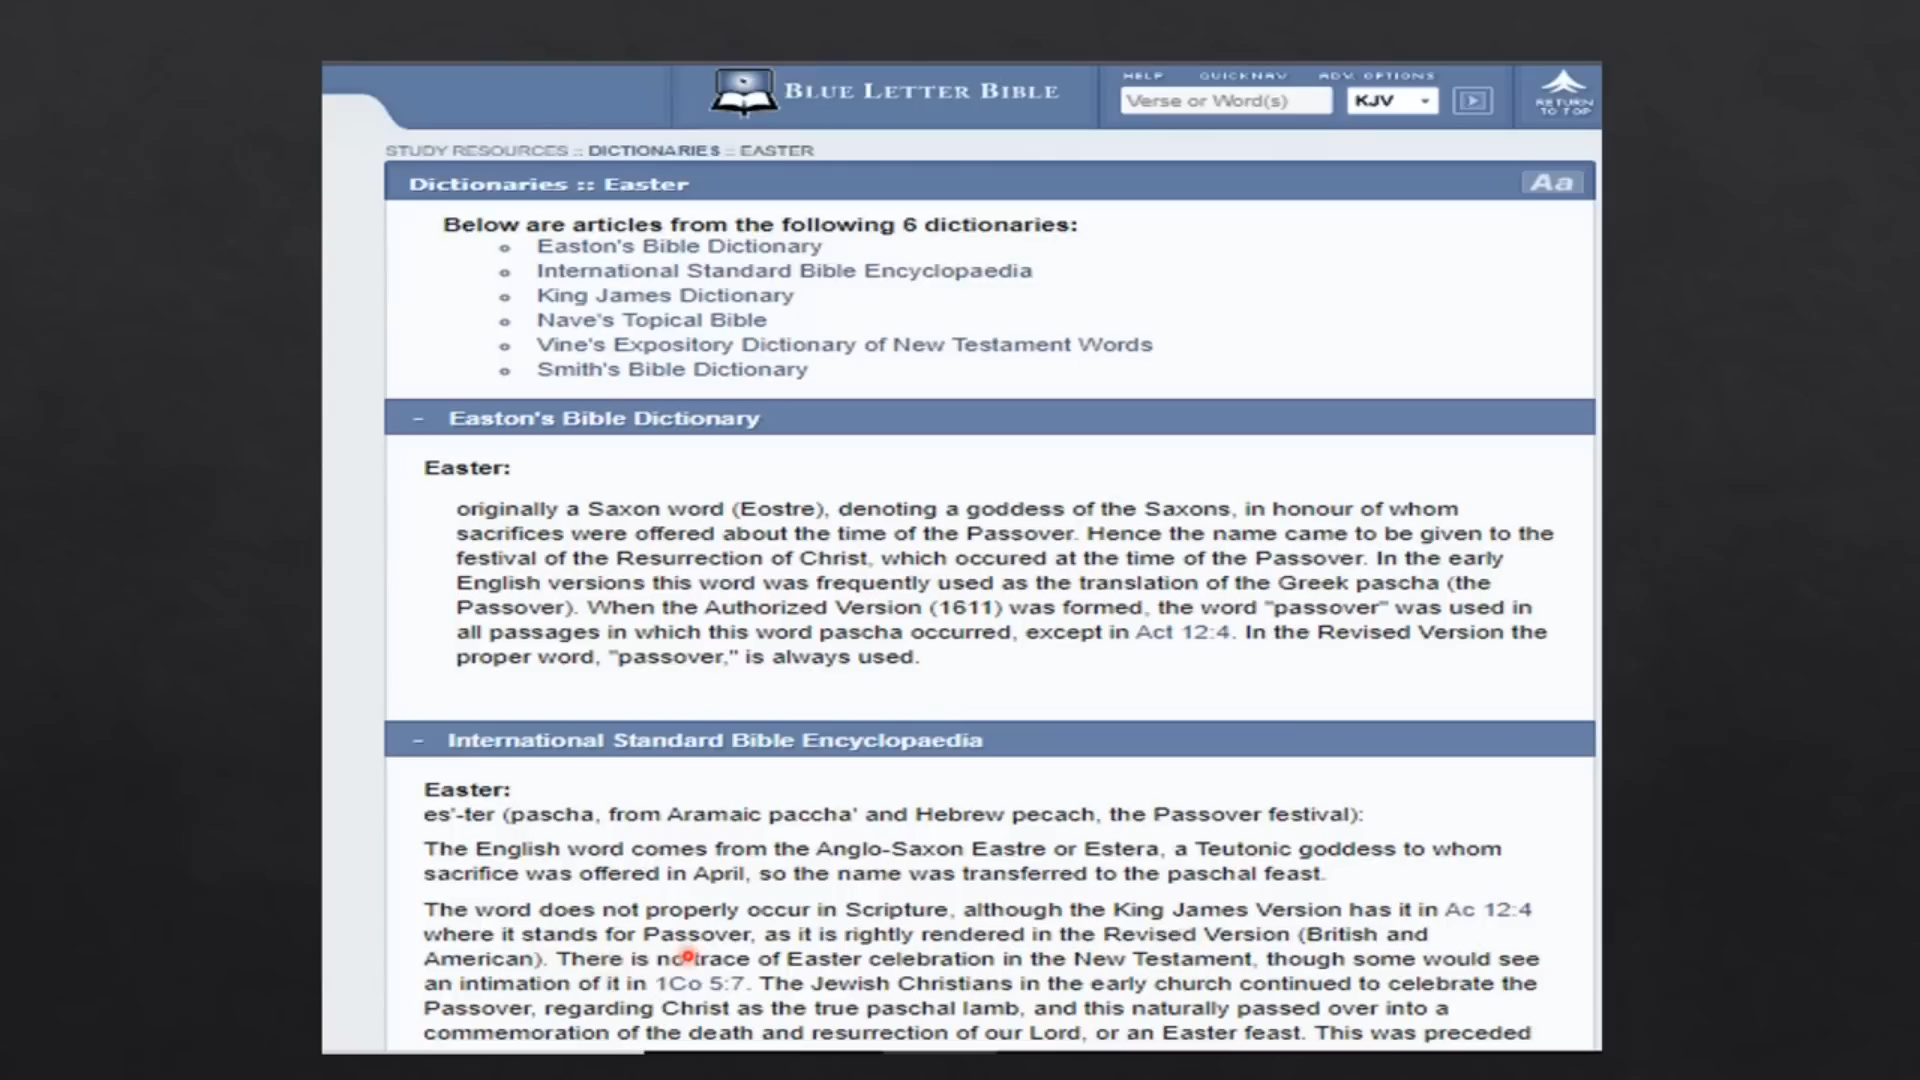 BLUE LETTER BIBLE
HELP QUICKNAV ADV. OPTIONS
Verse or Word(s) KJV
RETURN
TO TOP
STUDY RESOURCES :: DICTIONARIES :: EASTER
Dictionaries :: Easter
Aa
Below are articles from the following 6 dictionaries:
Easton's Bible Dictionary
International Standard Bible Encyclopaedia
King James Dictionary
Nave's Topical Bible
Vine's Expository Dictionary of New Testament Words
Smith's Bible Dictionary
- Easton's Bible Dictionary
Easter:
originally a Saxon word (Eostre), denoting a goddess of the Saxons, in honour of whom
sacrifices were offered about the time of the Passover. Hence the name came to be given to the
festival of the Resurrection of Christ, which occured at the time of the Passover. In the early
English versions this word was frequently used as the translation of the Greek pascha (the
Passover). When the Authorized Version (1611) was formed, the word "passover" was used in
all passages in which this word pascha occurred, except in Act 12:4. In the Revised Version the
proper word, "passover," is always used.
- International Standard Bible Encyclopaedia
Easter:
es'-ter (pascha, from Aramaic paccha' and Hebrew pecach, the Passover festival):
The English word comes from the Anglo-Saxon Eastre or Estera, a Teutonic goddess to whom
sacrifice was offered in April, so the name was transferred to the paschal feast.
The word does not properly occur in Scripture, although the King James Version has it in Ac 12:4
where it stands for Passover, as it is rightly rendered in the Revised Version (British and
American). There is no trace of Easter celebration in the New Testament, though some would see
an intimation of it in 1Co 5:7. The Jewish Christians in the early church continued to celebrate the
Passover, regarding Christ as the true paschal lamb, and this naturally passed over into a
commemoration of the death and resurrection of our Lord, or an Easter feast. This was preceded